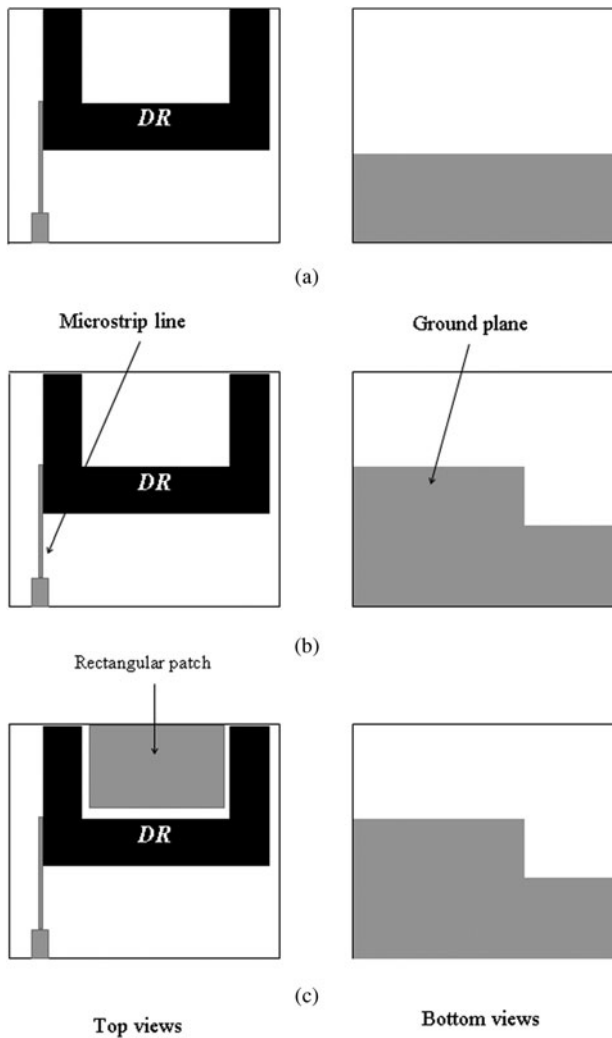 DR
(a)
Microstrip line
Ground plane
DR
(b)
Rectangular patch
DR
(c)
Top views
Bottom views